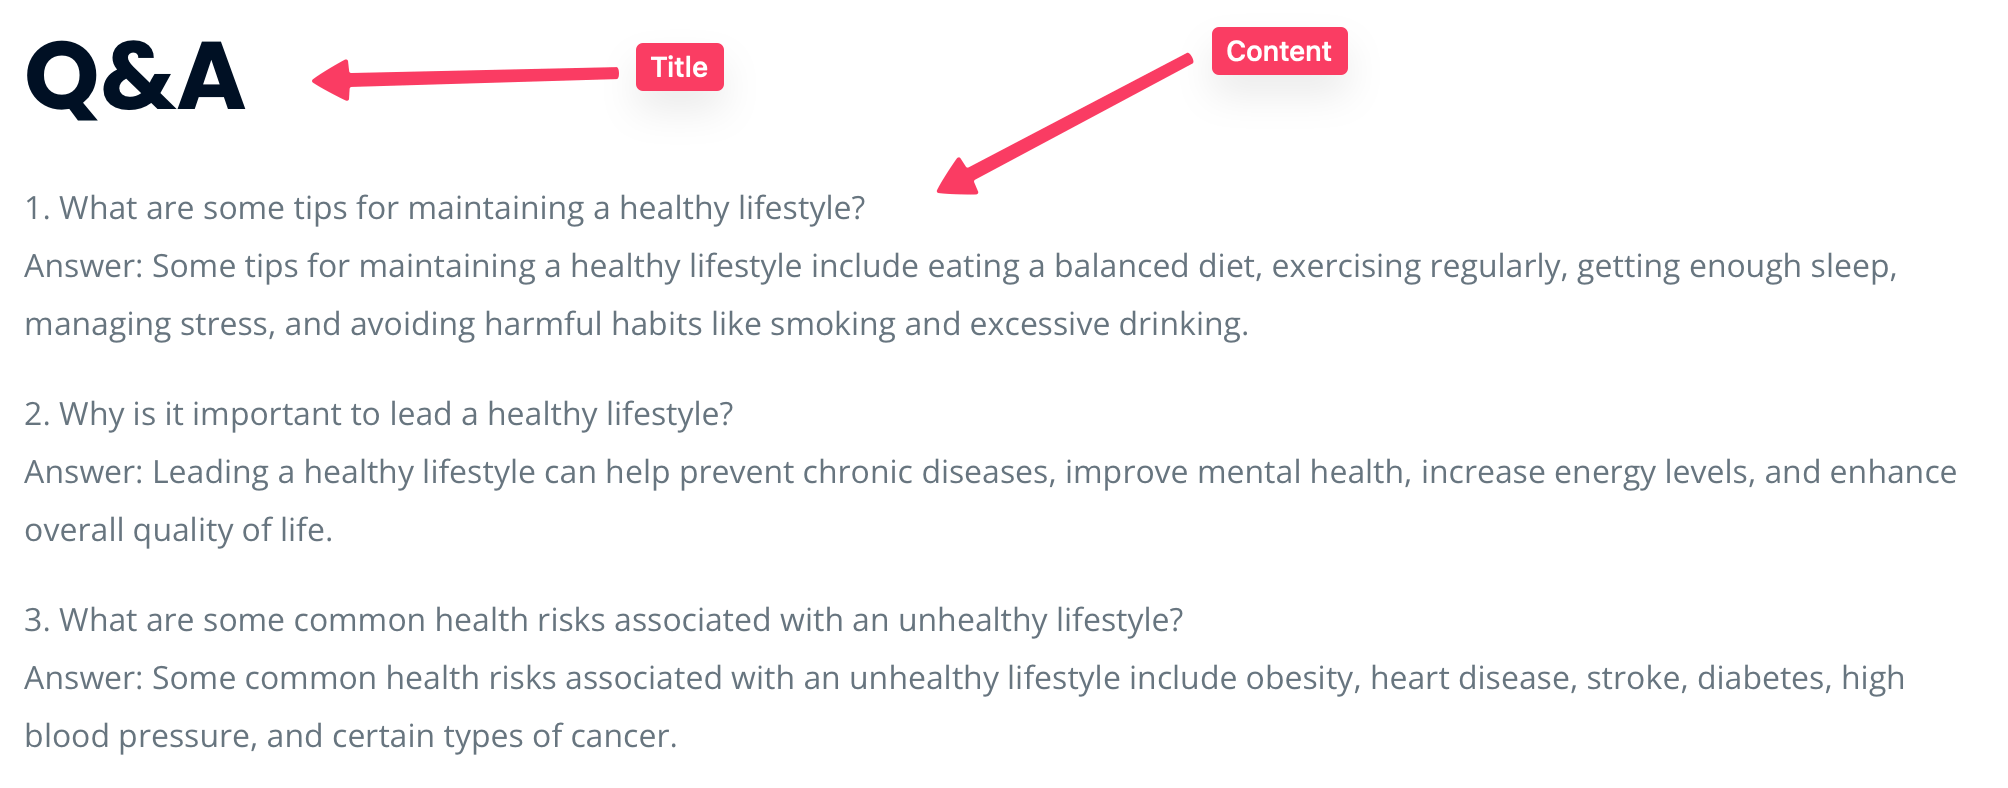 Q&A
Title
Content
1. What are some tips for maintaining a healthy lifestyle?
Answer: Some tips for maintaining a healthy lifestyle include eating a balanced diet, exercising regularly, getting enough sleep,
managing stress, and avoiding harmful habits like smoking and excessive drinking.
2. Why is it important to lead a healthy lifestyle?
Answer: Leading a healthy lifestyle can help prevent chronic diseases, improve mental health, increase energy levels, and enhance
overall quality of life.
3. What are some common health risks associated with an unhealthy lifestyle?
Answer: Some common health risks associated with an unhealthy lifestyle include obesity, heart disease, stroke, diabetes, high
blood pressure, and certain types of cancer.